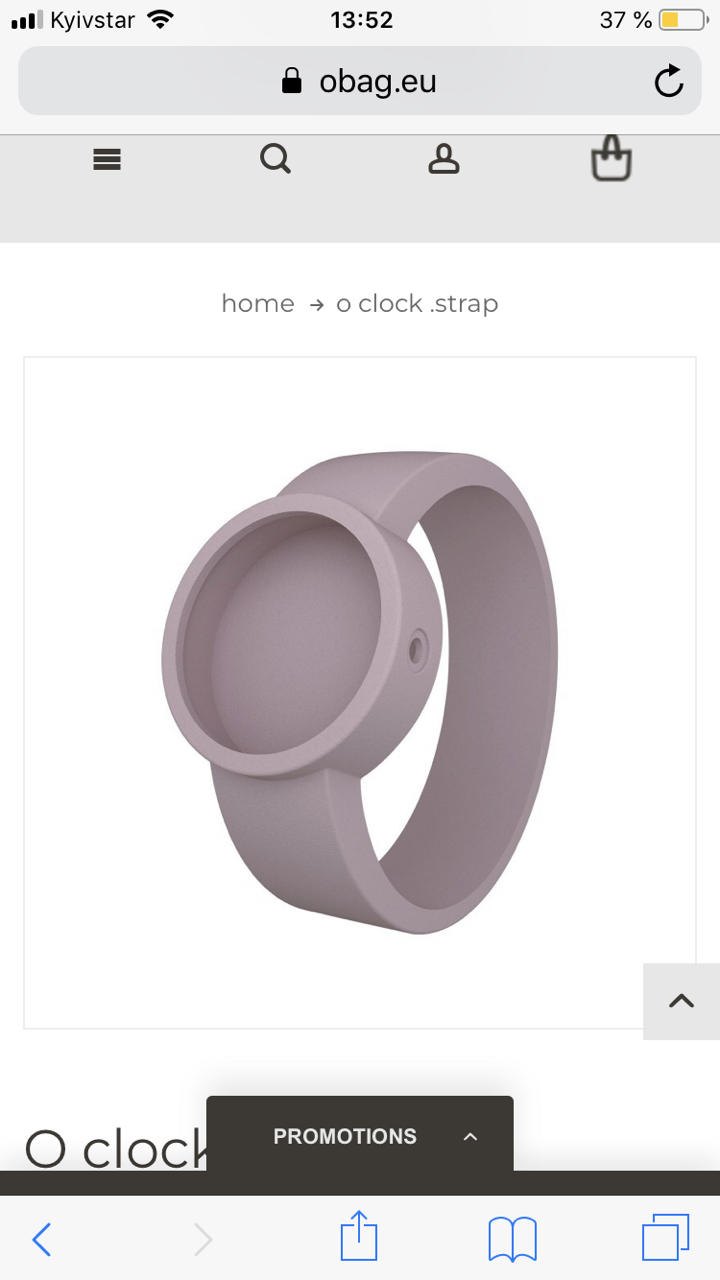 Kyivstar 13:52 37 %
obag.eu
home → o clock .strap
O clock
PROMOTIONS